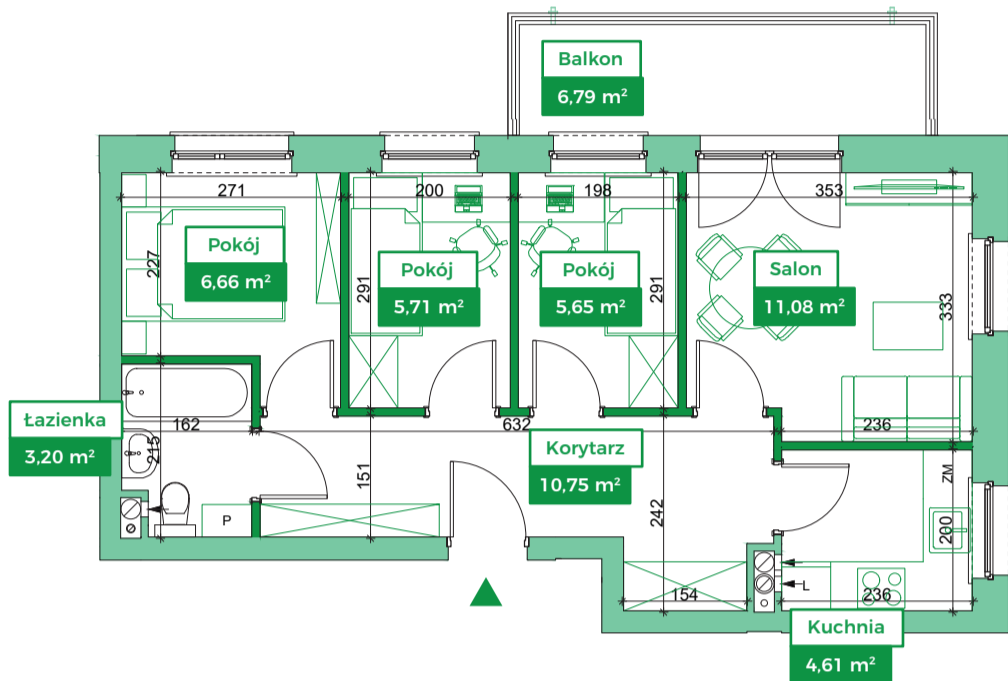 Balkon
6,79 m²
271
200
198
353
Pokój
6,66 m²
Pokój
5,71 m²
Pokój
5,65 m²
Salon
11,08 m²
227
291
291
333
Łazienka
3,20 m²
162
632
236
215
151
Korytarz
10,75 m²
242
ZM
200
P
L
154
236
Kuchnia
4,61 m²